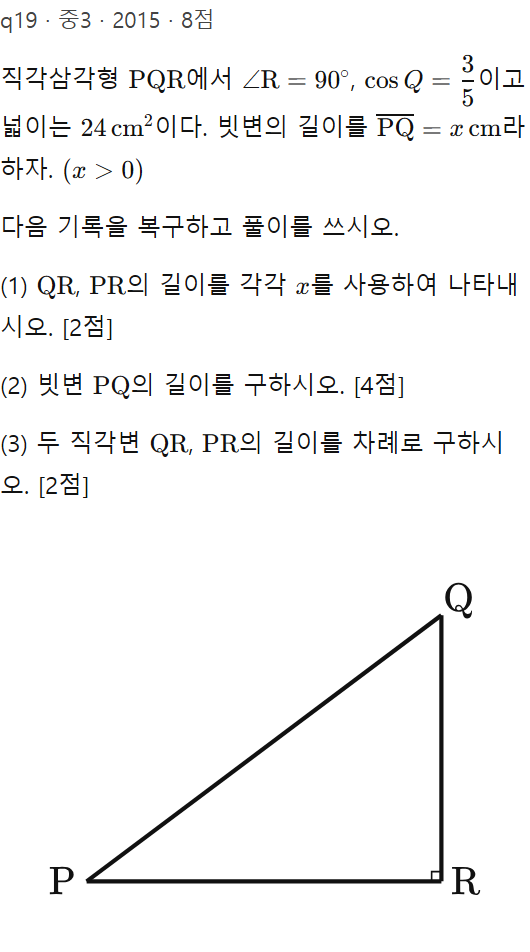 q19 · 중3 · 2015 · 8점
직각삼각형 PQR에서 ∠R = 90°, cos Q = 3/5이고
넓이는 24 cm²이다. 빗변의 길이를 P̅Q̅ = x cm라
하자. (x > 0)
다음 기록을 복구하고 풀이를 쓰시오.
(1) QR, PR의 길이를 각각 x를 사용하여 나타내
시오. [2점]
(2) 빗변 PQ의 길이를 구하시오. [4점]
(3) 두 직각변 QR, PR의 길이를 차례로 구하시
오. [2점]
Q
P R